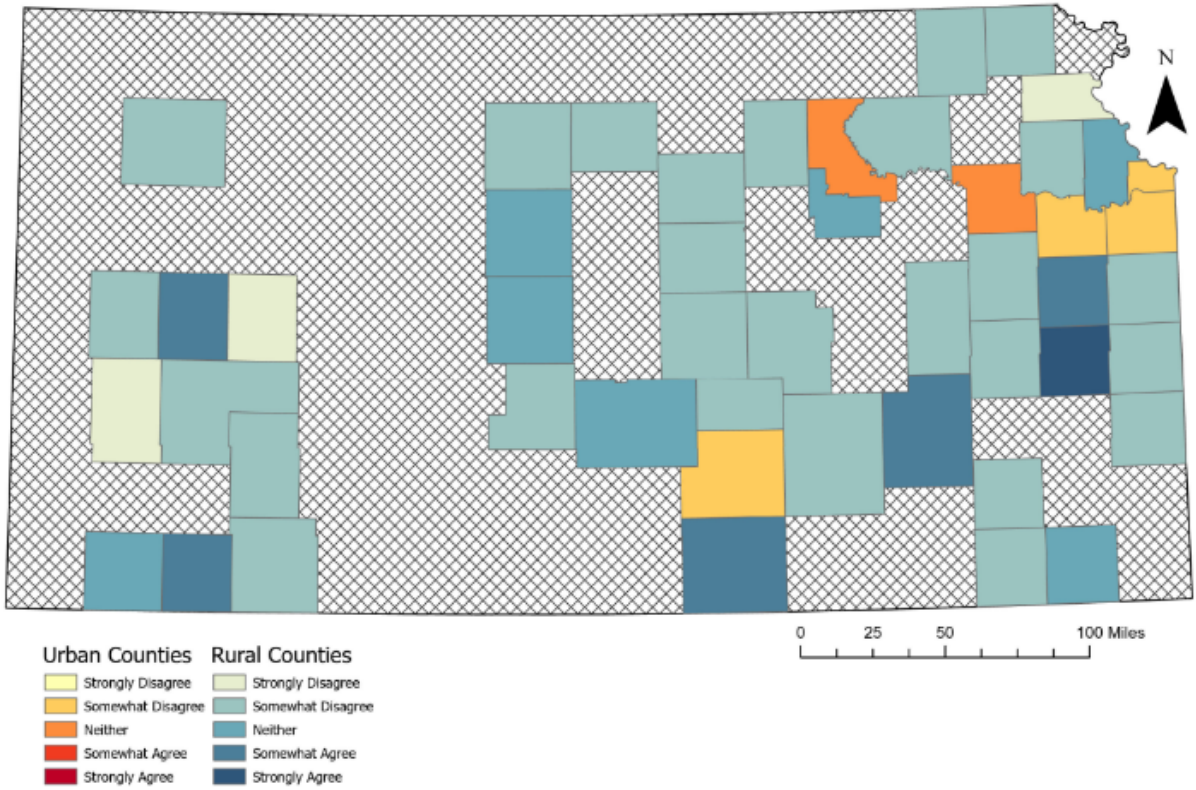 N
0 25 50 100 Miles
Urban Counties Rural Counties
Strongly Disagree Strongly Disagree
Somewhat Disagree Somewhat Disagree
Neither Neither
Somewhat Agree Somewhat Agree
Strongly Agree Strongly Agree